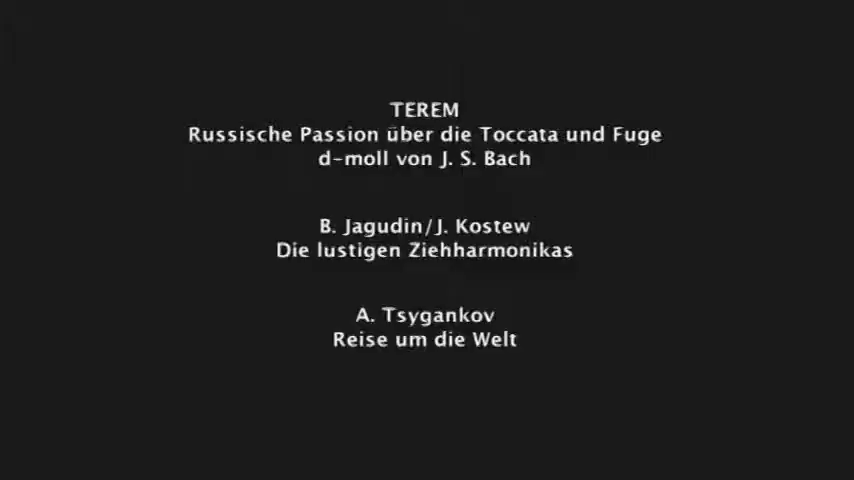 TEREM
Russische Passion über die Toccata und Fuge
d-moll von J. S. Bach
B. Jagudin/J. Kostew
Die lustigen Ziehharmonikas
A. Tsygankov
Reise um die Welt